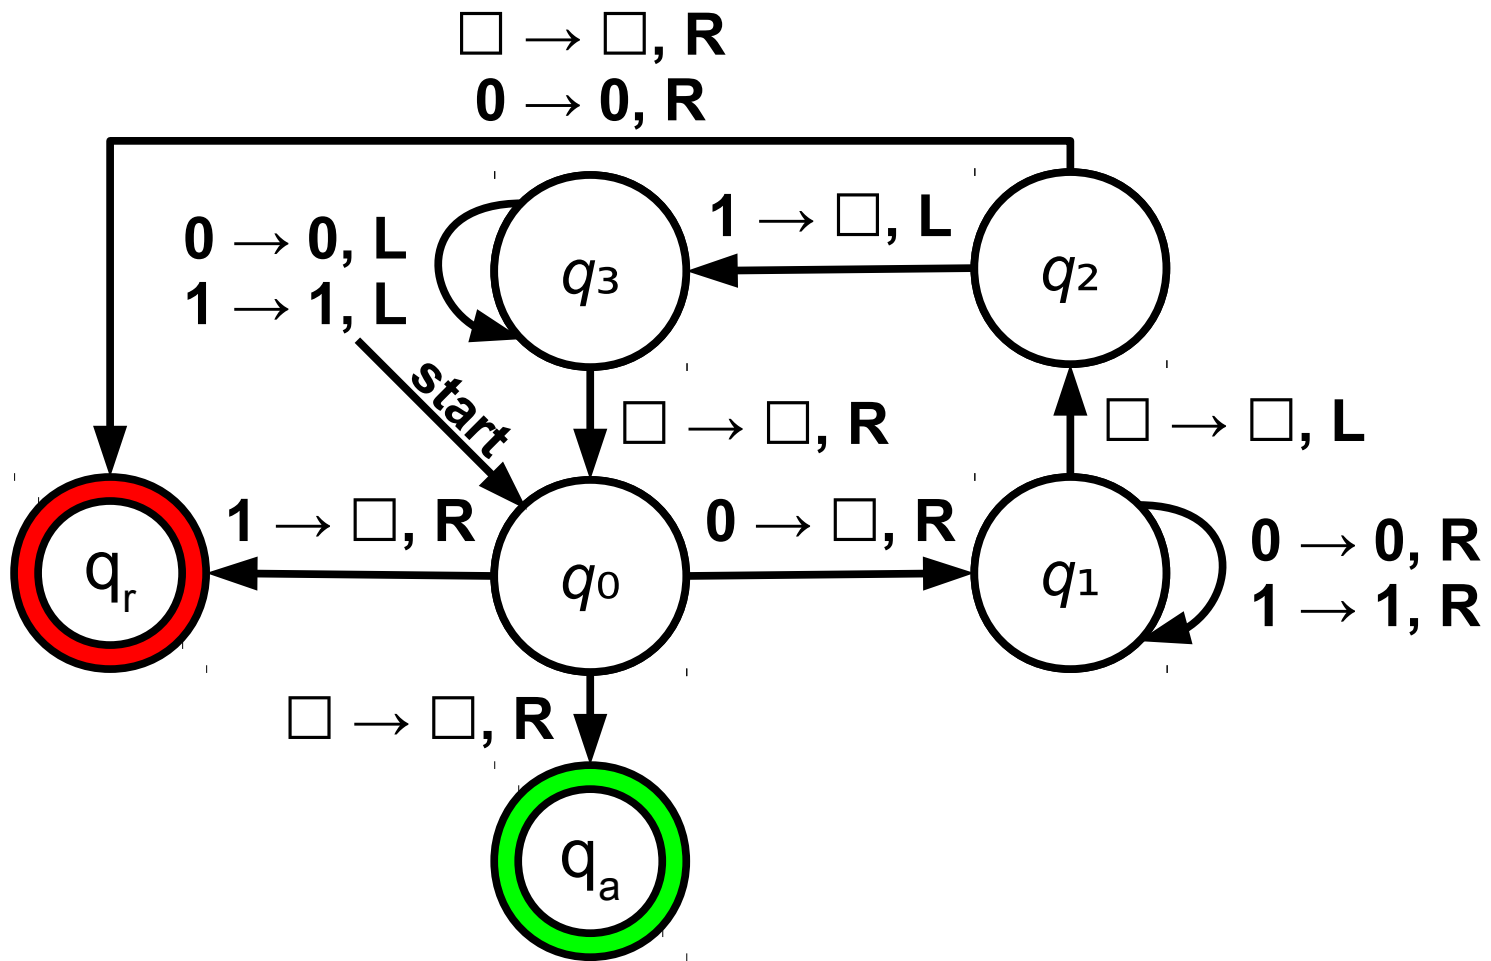 □ → □, R
0 → 0, R
0 → 0, L
1 → 1, L
start
q3
1 → □, L
q2
□ → □, R
□ → □, L
qr
1 → □, R
q0
0 → □, R
q1
0 → 0, R
1 → 1, R
□ → □, R
qa